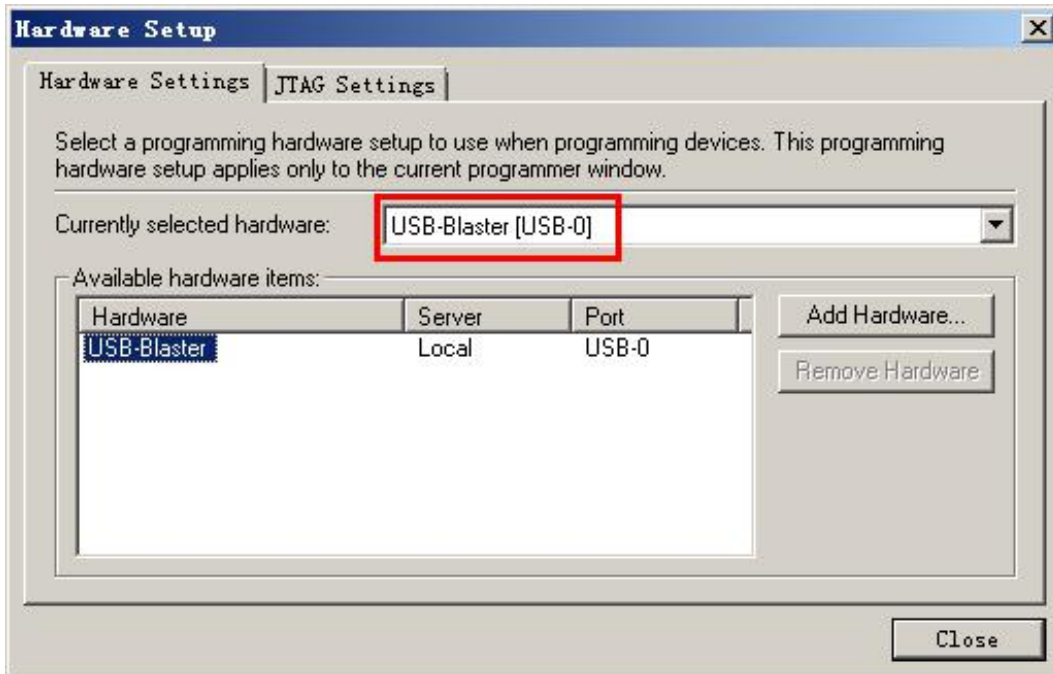 Hardware Setup
Hardware Settings JTAG Settings
Select a programming hardware setup to use when programming devices. This programming
hardware setup applies only to the current programmer window.
Currently selected hardware: USB-Blaster [USB-0]
Available hardware items:
Hardware Server Port
USB-Blaster Local USB-0
Add Hardware...
Remove Hardware
Close